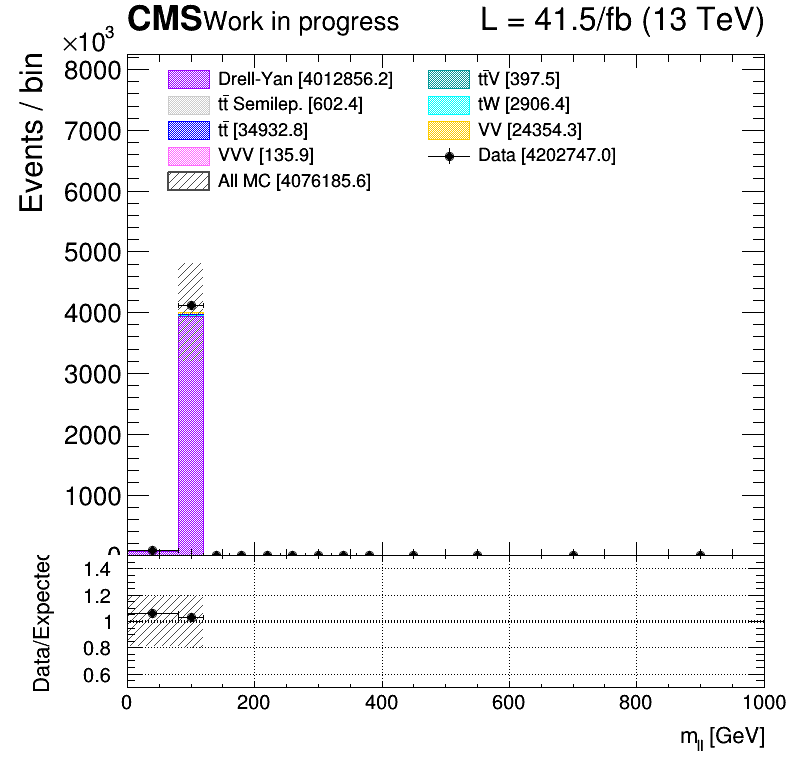 CMS Work in progress L = 41.5/fb (13 TeV)
×10³
Events / bin
8000
7000
6000
5000
4000
3000
2000
1000
0
Drell-Yan [4012856.2]
tt̄ Semilep. [602.4]
tt̄ [34932.8]
VVV [135.9]
All MC [4076185.6]
tt̄V [397.5]
tW [2906.4]
VV [24354.3]
Data [4202747.0]
Data/Expected
1.4
1.2
1
0.8
0.6
0 200 400 600 800 1000
m_ll [GeV]